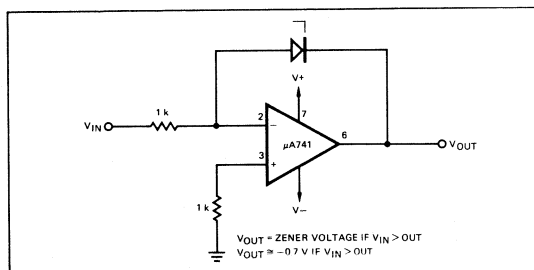 V+
1 k
VIN
2
7
−
6
μA741
VOUT
3
+
1 k
V−
VOUT = ZENER VOLTAGE IF VIN > OUT
VOUT ≅ −0.7 V IF VIN > OUT